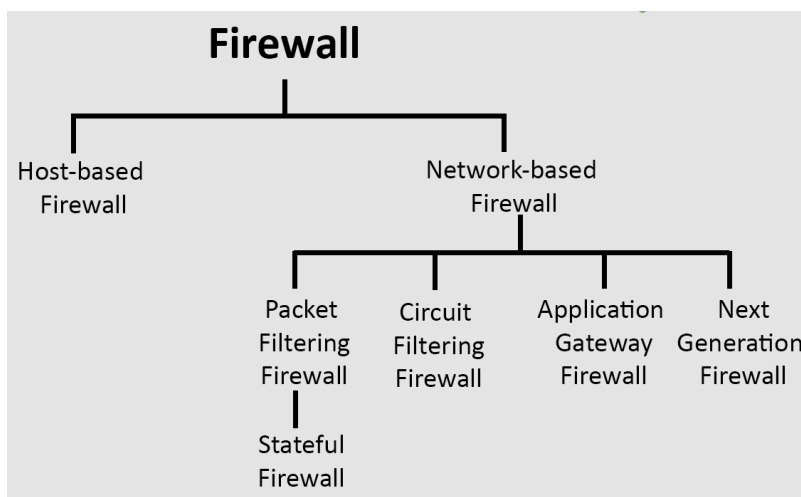 Firewall
Host-based
Firewall
Network-based
Firewall
Packet
Filtering
Firewall
Circuit
Filtering
Firewall
Application
Gateway
Firewall
Next
Generation
Firewall
Stateful
Firewall